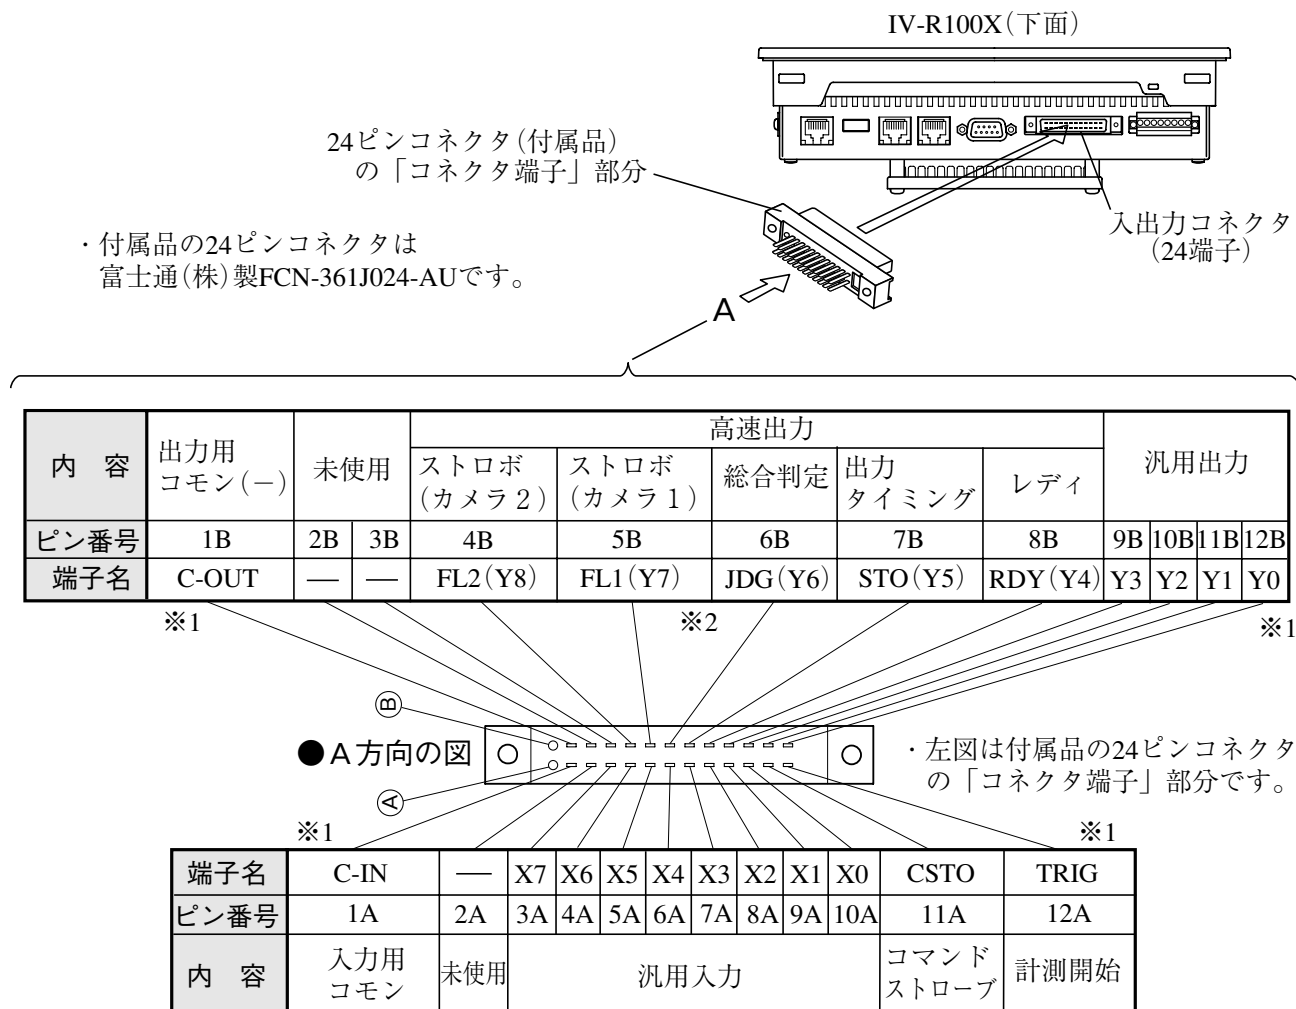 IV-R100X(下面)
24ピンコネクタ(付属品)
の「コネクタ端子」部分
入出力コネクタ
(24端子)
・付属品の24ピンコネクタは
富士通(株)製FCN-361J024-AUです。
A
内 容 出力用コモン(−) 未使用 高速出力 汎用出力
ストロボ(カメラ2) ストロボ(カメラ1) 総合判定 出力タイミング レディ
ピン番号 1B 2B 3B 4B 5B 6B 7B 8B 9B 10B 11B 12B
端子名 C-OUT — — FL2(Y8) FL1(Y7) JDG(Y6) STO(Y5) RDY(Y4) Y3 Y2 Y1 Y0
※1 ※2 ※1
Ⓑ
●A方向の図
Ⓐ
・左図は付属品の24ピンコネクタ
の「コネクタ端子」部分です。
※1 ※1
端子名 C-IN — X7 X6 X5 X4 X3 X2 X1 X0 CSTO TRIG
ピン番号 1A 2A 3A 4A 5A 6A 7A 8A 9A 10A 11A 12A
内 容 入力用コモン 未使用 汎用入力 コマンドストローブ 計測開始